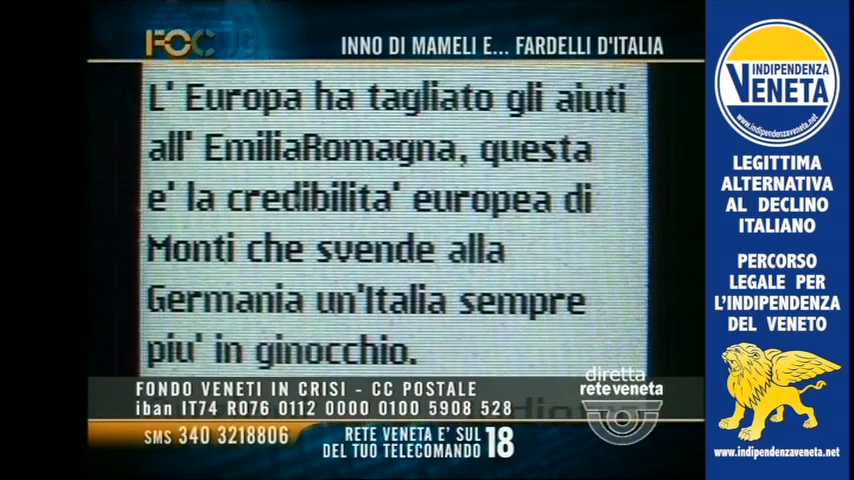 FOC
INNO DI MAMELI E... FARDELLI D'ITALIA
L' Europa ha tagliato gli aiuti
all' EmiliaRomagna, questa
e' la credibilita' europea di
Monti che svende alla
Germania un'Italia sempre
piu' in ginocchio.
diretta
reteveneta
FONDO VENETI IN CRISI - CC POSTALE
iban IT74 R076 0112 0000 0100 5908 528
SMS 340 3218806
RETE VENETA E' SUL
DEL TUO TELECOMANDO 18
INDIPENDENZA
VENETA
www.indipendenzaveneta.net
LEGITTIMA
ALTERNATIVA
AL DECLINO
ITALIANO
PERCORSO
LEGALE PER
L'INDIPENDENZA
DEL VENETO
www.indipendenzaveneta.net